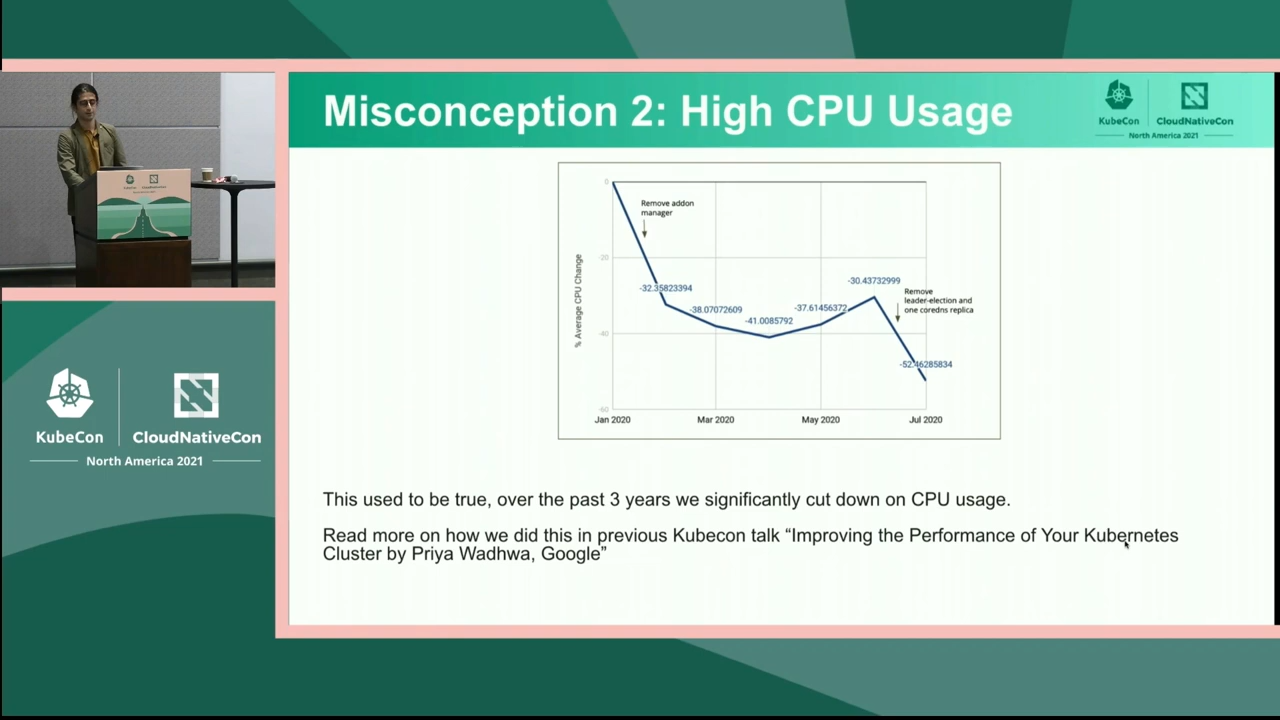 Misconception 2: High CPU Usage
KubeCon
CloudNativeCon
North America 2021
0
-20
-40
-60
% Average CPU Change
Remove addon
manager
-32.35823394
-38.07072609
-41.0085792
-37.61456372
-30.43732999
Remove
leader-election and
one coredns replica
-52.46285834
Jan 2020
Mar 2020
May 2020
Jul 2020
This used to be true, over the past 3 years we significantly cut down on CPU usage.
Read more on how we did this in previous Kubecon talk “Improving the Performance of Your Kubernetes
Cluster by Priya Wadhwa, Google”
KubeCon
CloudNativeCon
North America 2021